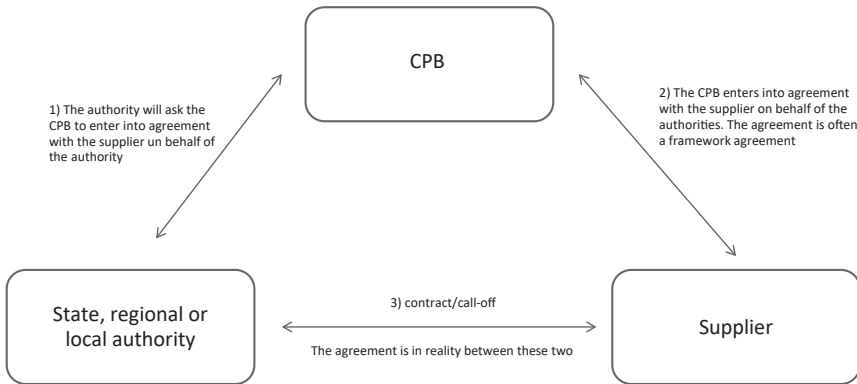 CPB
1) The authority will ask the
CPB to enter into agreement
with the supplier un behalf of
the authority
2) The CPB enters into agreement
with the supplier on behalf of the
authorities. The agreement is often
a framework agreement
State, regional or
local authority
3) contract/call-off
The agreement is in reality between these two
Supplier